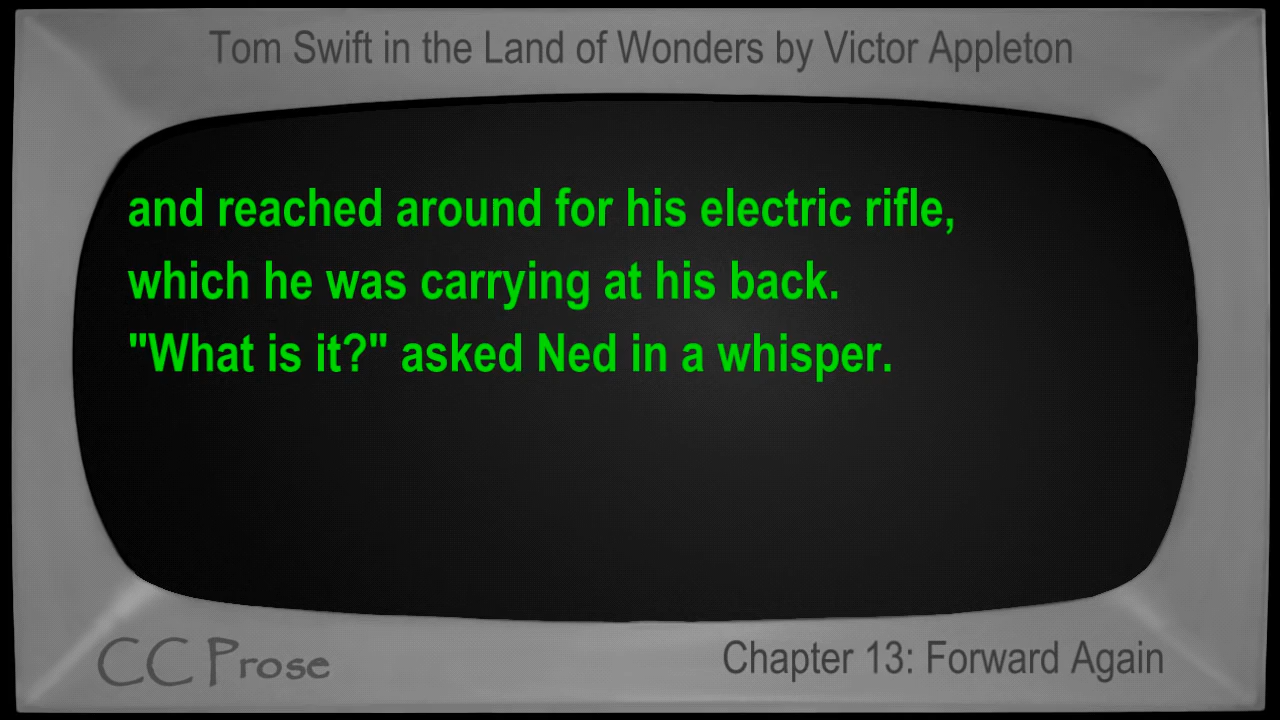 Tom Swift in the Land of Wonders by Victor Appleton
and reached around for his electric rifle,
which he was carrying at his back.
"What is it?" asked Ned in a whisper.
CC Prose
Chapter 13: Forward Again